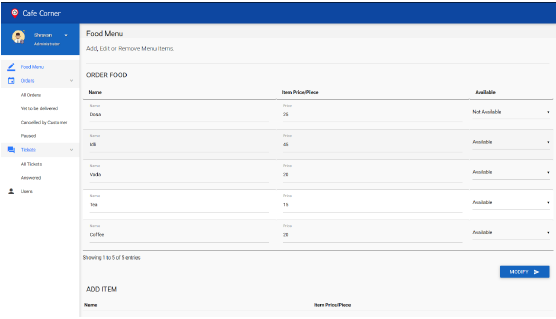 Cafe Corner
Shravan
Administrator
Food Menu
Orders
All Orders
Yet to be delivered
Cancelled by Customer
Paused
Tickets
All Tickets
Answered
Users
Food Menu
Add, Edit or Remove Menu Items.
ORDER FOOD
Name Item Price/Piece Available
Name Price
Dosa 25 Not Available
Name Price
Idli 45 Available
Name Price
Vada 20 Available
Name Price
Tea 15 Available
Name Price
Coffee 20 Available
Showing 1 to 5 of 5 entries
MODIFY
ADD ITEM
Name Item Price/Piece